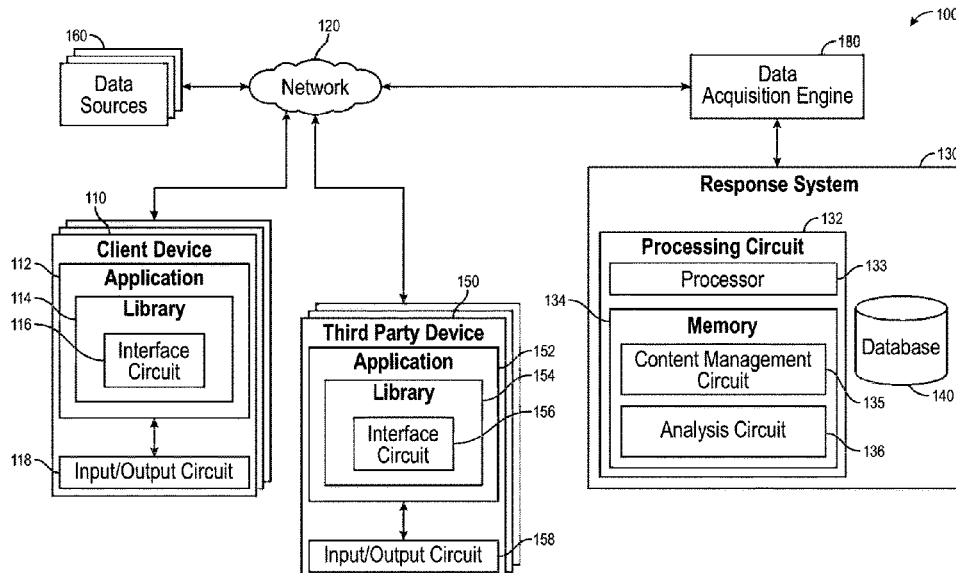 100
160
Data
Sources
120
Network
180
Data
Acquisition Engine
110
Client Device
112
Application
114
Library
116
Interface
Circuit
118
Input/Output Circuit
150
Third Party Device
Application
152
Library
154
Interface
Circuit
156
Input/Output Circuit
158
130
Response System
132
Processing Circuit
Processor
133
134
Memory
Content Management
Circuit
135
Analysis Circuit
136
Database
140